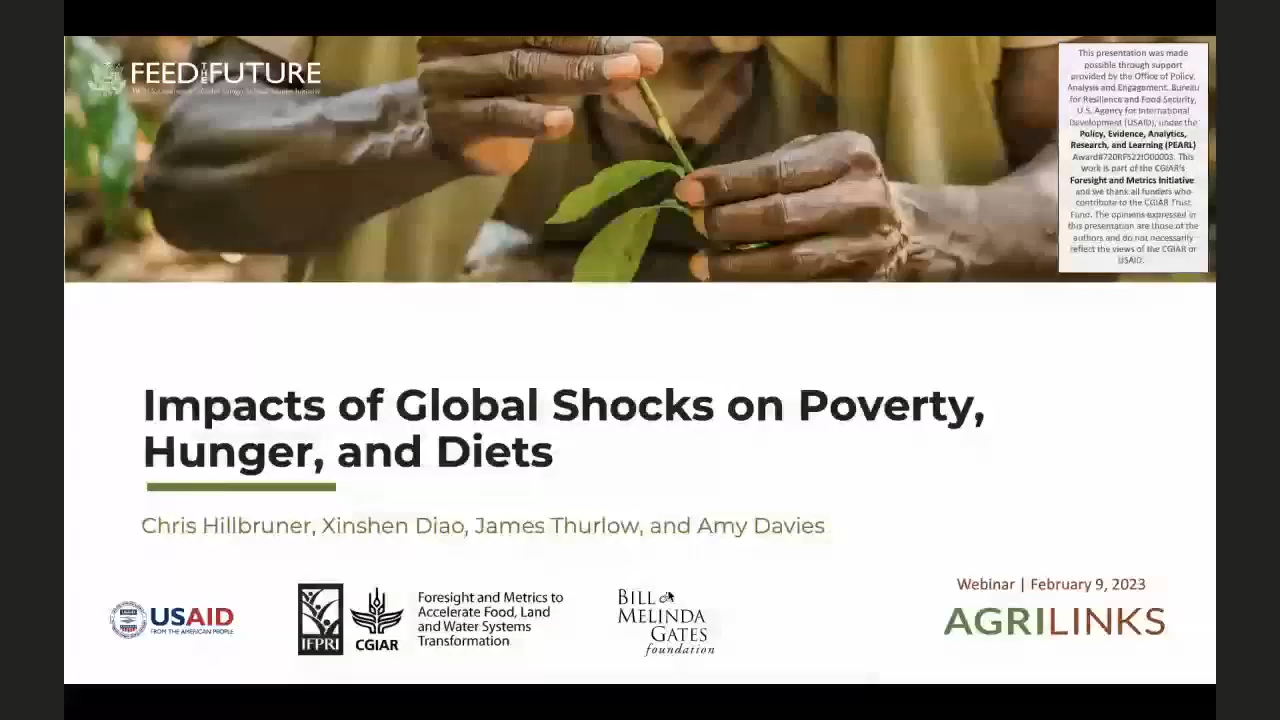 FEED THE FUTURE
This presentation was made
possible through support
provided by the Office of Policy,
Analysis and Engagement, Bureau
for Resilience and Food Security,
U.S. Agency for International
Development (USAID), under the
Policy, Evidence, Analytics,
Research, and Learning (PEARL)
work is part of the CGIAR's
Foresight and Metrics Initiative
and we thank all funders who
contribute to the CGIAR Trust
Fund. The opinions expressed in
this presentation are those of the
authors and do not necessarily
reflect the views of the CGIAR or
USAID.
Impacts of Global Shocks on Poverty,
Hunger, and Diets
Chris Hillbruner, Xinshen Diao, James Thurlow, and Amy Davies
USAID
FROM THE AMERICAN PEOPLE
IFPRI
CGIAR
Foresight and Metrics to
Accelerate Food, Land
and Water Systems
Transformation
BILL &
MELINDA
GATES
foundation
Webinar | February 9, 2023
AGRILINKS